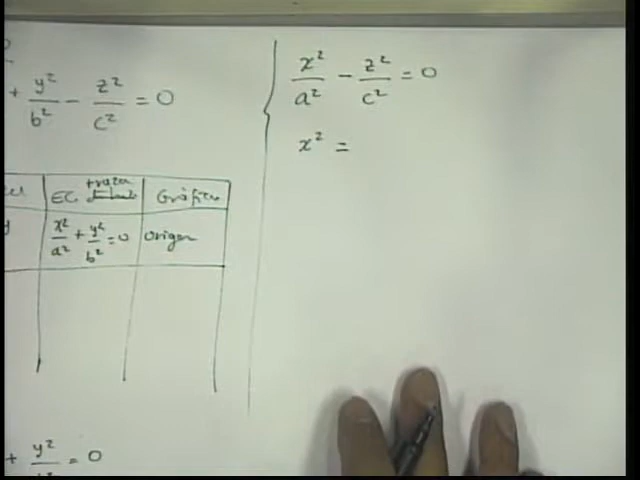 + y²/b² - z²/c² = 0
EC traza
Gráfica
y
x²/a² + y²/b² = 0
origen
+ y²/b² = 0
x²/a² - z²/c² = 0
x² =